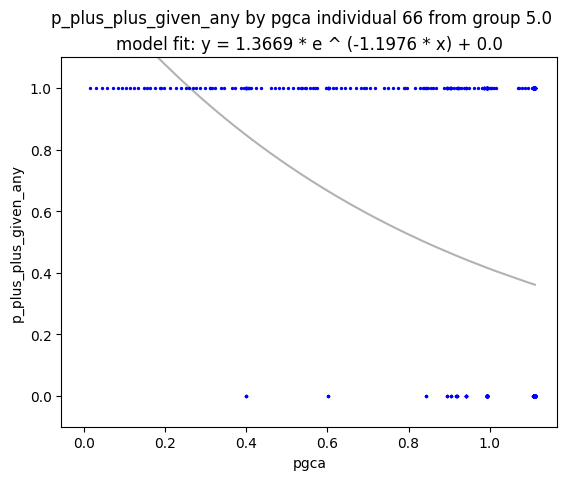 p_plus_plus_given_any by pgca individual 66 from group 5.0
model fit: y = 1.3669 * e ^ (-1.1976 * x) + 0.0
1.0
0.8
0.6
0.4
0.2
0.0
p_plus_plus_given_any
0.0 0.2 0.4 0.6 0.8 1.0
pgca